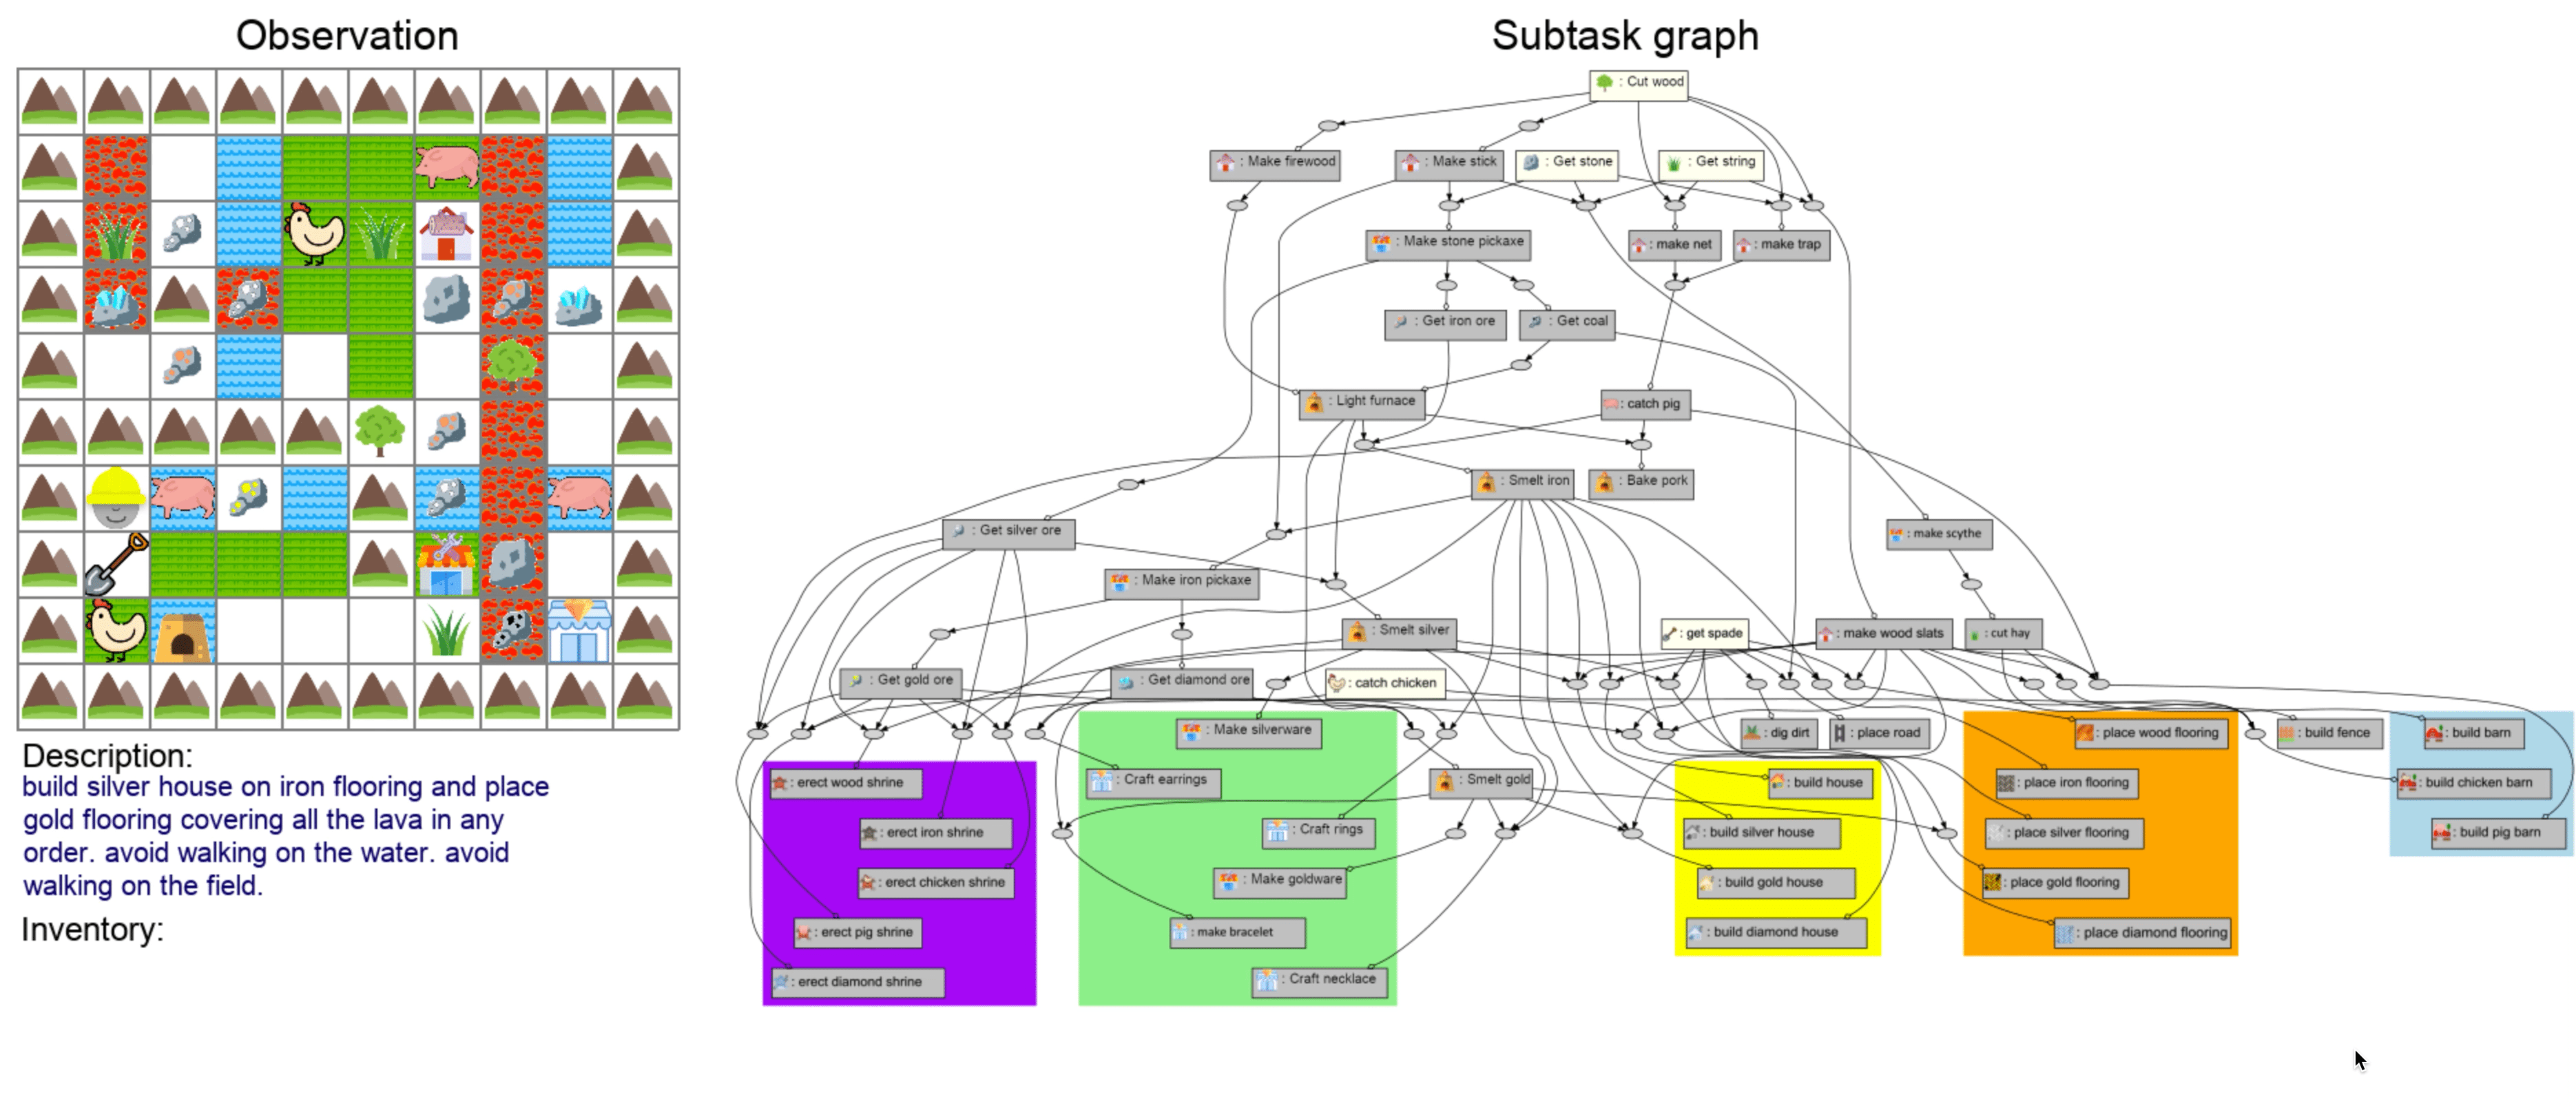 Observation
Subtask graph
: Cut wood
: Make firewood
: Make stick
: Get stone
: Get string
: Make stone pickaxe
: make net
: make trap
: Get iron ore
: Get coal
: Light furnace
: catch pig
: Smelt iron
: Bake pork
: Get silver ore
: make scythe
: Make iron pickaxe
: Smelt silver
: get spade
: make wood slats
: cut hay
: Get gold ore
: Get diamond ore
: catch chicken
: Make silverware
: dig dirt
: place road
: place wood flooring
: build fence
: build barn
: erect wood shrine
: Craft earrings
: Smelt gold
: build house
: place iron flooring
: build chicken barn
: erect iron shrine
: Craft rings
: build silver house
: place silver flooring
: build pig barn
: erect chicken shrine
: Make goldware
: build gold house
: place gold flooring
: erect pig shrine
: make bracelet
: build diamond house
: place diamond flooring
: erect diamond shrine
: Craft necklace
Description:
build silver house on iron flooring and place
gold flooring covering all the lava in any
order. avoid walking on the water. avoid
walking on the field.
Inventory: